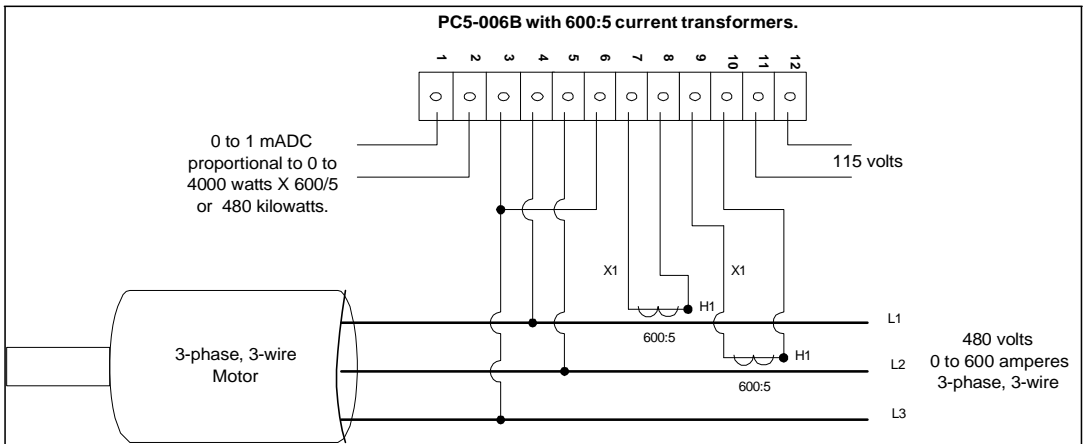 PC5-006B with 600:5 current transformers.
1 2 3 4 5 6 7 8 9 10 11 12
0 to 1 mADC
proportional to 0 to
4000 watts X 600/5
or 480 kilowatts.
115 volts
X1
X1
H1
L1
600:5
3-phase, 3-wire
Motor
H1
L2
600:5
480 volts
0 to 600 amperes
3-phase, 3-wire
L3